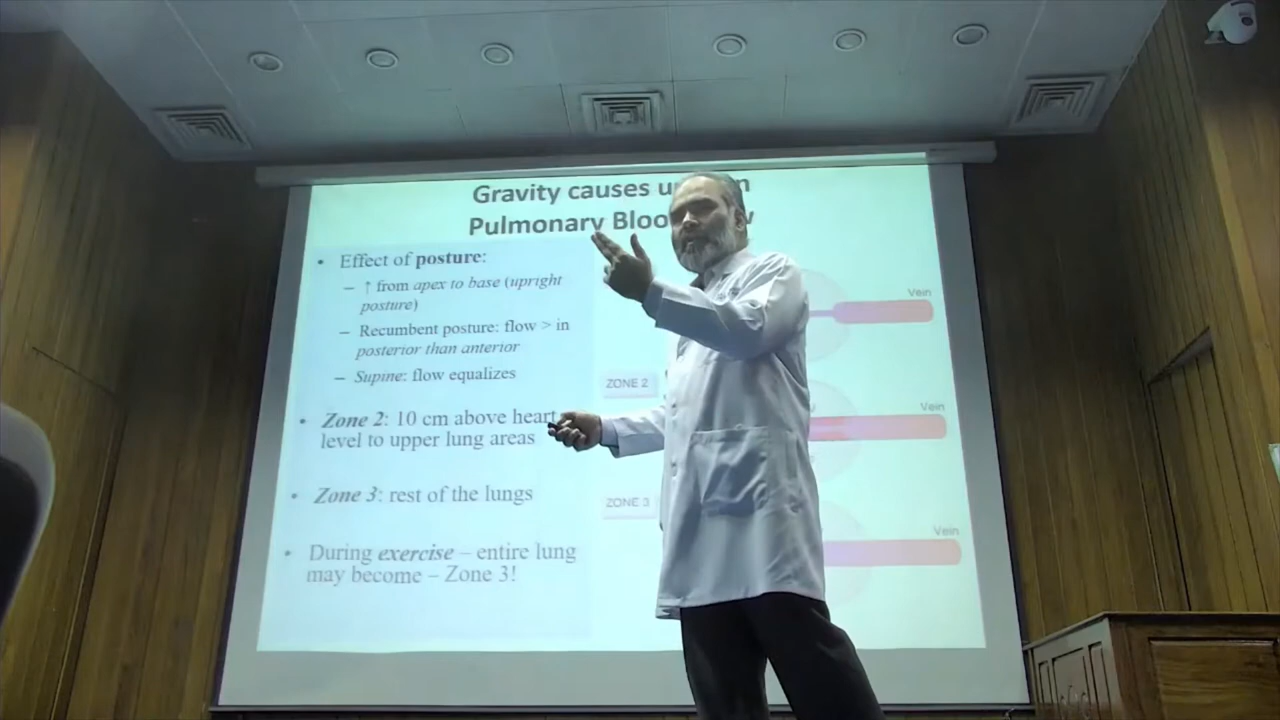 Gravity causes
Pulmonary
• Effect of posture:
– ↑ from apex to base (upright
posture)
– Recumbent posture: flow > in
posterior than anterior
– Supine: flow equalizes
• Zone 2: 10 cm above heart
level to upper lung areas
• Zone 3: rest of the lungs
• During exercise – entire lung
may become – Zone 3!
Vein
ZONE 2
Vein
ZONE 3
Vein